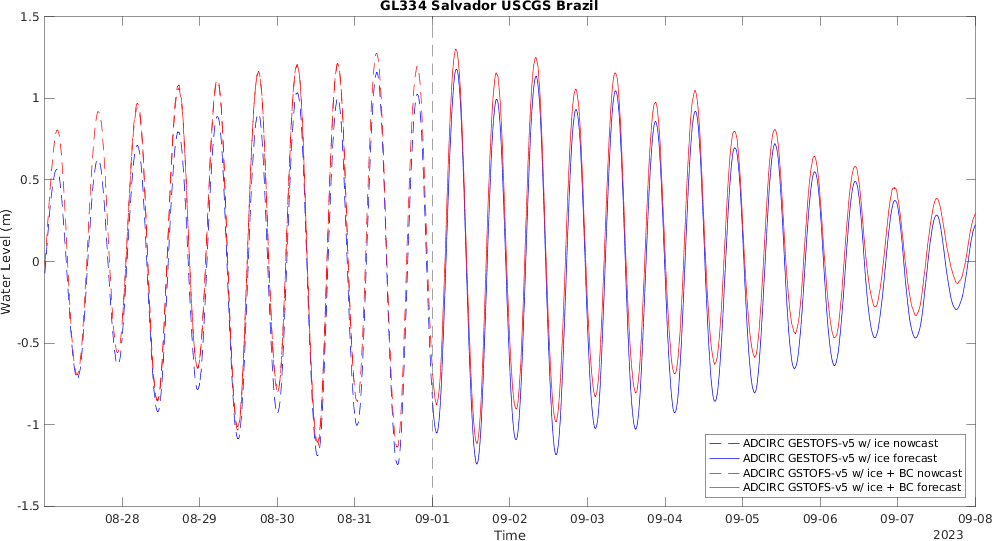 GL334 Salvador USCGS Brazil
1.5
1
0.5
0
-0.5
-1
-1.5
Water Level (m)
08-28 08-29 08-30 08-31 09-01 09-02 09-03 09-04 09-05 09-06 09-07 09-08
Time
2023
ADCIRC GESTOFS-v5 w/ ice nowcast
ADCIRC GESTOFS-v5 w/ ice forecast
ADCIRC GSTOFS-v5 w/ ice + BC nowcast
ADCIRC GSTOFS-v5 w/ ice + BC forecast